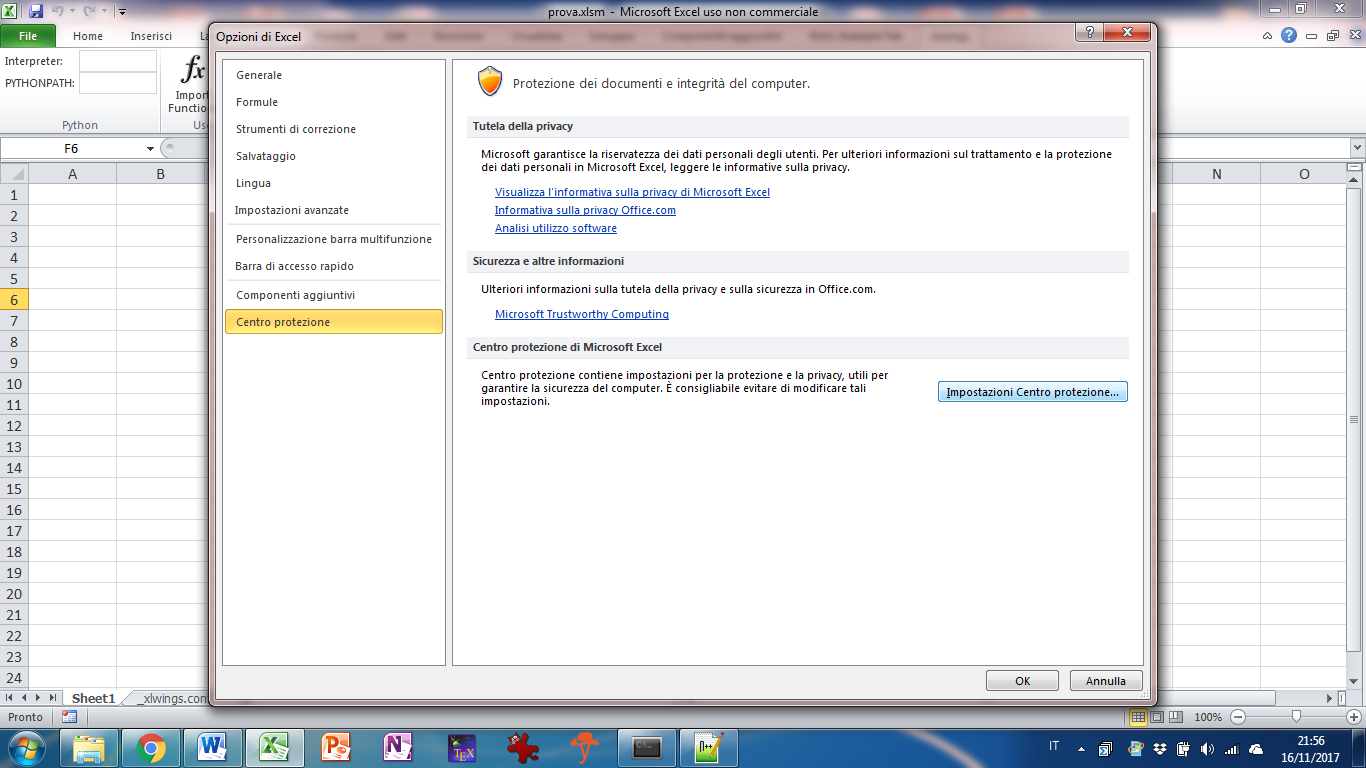 prova.xlsm - Microsoft Excel uso non commerciale
File Home Inserisci
Opzioni di Excel
Interpreter:
PYTHONPATH:
Import
Functio
Python
F6
A B N O
1
2
3
4
5
6
7
8
9
10
11
12
13
14
15
16
17
18
19
20
21
22
23
24
Generale
Formule
Strumenti di correzione
Salvataggio
Lingua
Impostazioni avanzate
Personalizzazione barra multifunzione
Barra di accesso rapido
Componenti aggiuntivi
Centro protezione
Protezione dei documenti e integrità del computer.
Tutela della privacy
Microsoft garantisce la riservatezza dei dati personali degli utenti. Per ulteriori informazioni sul trattamento e la protezione
dei dati personali in Microsoft Excel, leggere le informative sulla privacy.
Visualizza l'informativa sulla privacy di Microsoft Excel
Informativa sulla privacy Office.com
Analisi utilizzo software
Sicurezza e altre informazioni
Ulteriori informazioni sulla tutela della privacy e sulla sicurezza in Office.com.
Microsoft Trustworthy Computing
Centro protezione di Microsoft Excel
Centro protezione contiene impostazioni per la protezione e la privacy, utili per
garantire la sicurezza del computer. È consigliabile evitare di modificare tali
impostazioni.
Impostazioni Centro protezione...
OK Annulla
Sheet1 _xlwings.con
Pronto 100%
IT 21:56
16/11/2017